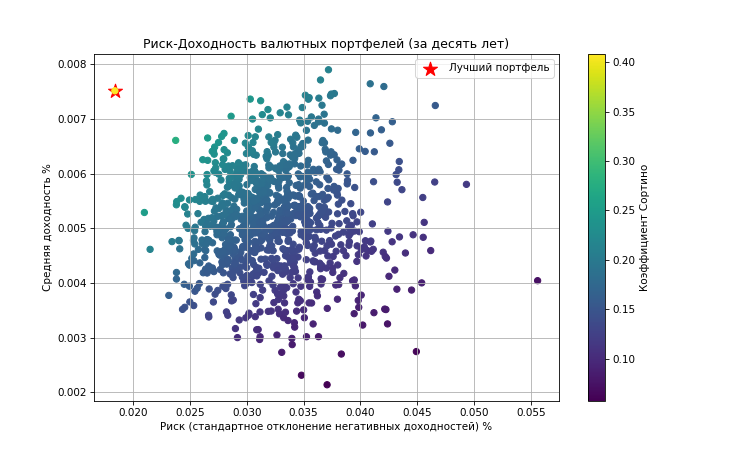 Риск-Доходность валютных портфелей (за десять лет)
Лучший портфель
Средняя доходность %
0.008
0.007
0.006
0.005
0.004
0.003
0.002
0.020 0.025 0.030 0.035 0.040 0.045 0.050 0.055
Риск (стандартное отклонение негативных доходностей) %
0.40
0.35
0.30
0.25
0.20
0.15
0.10
Коэффициент Сортино